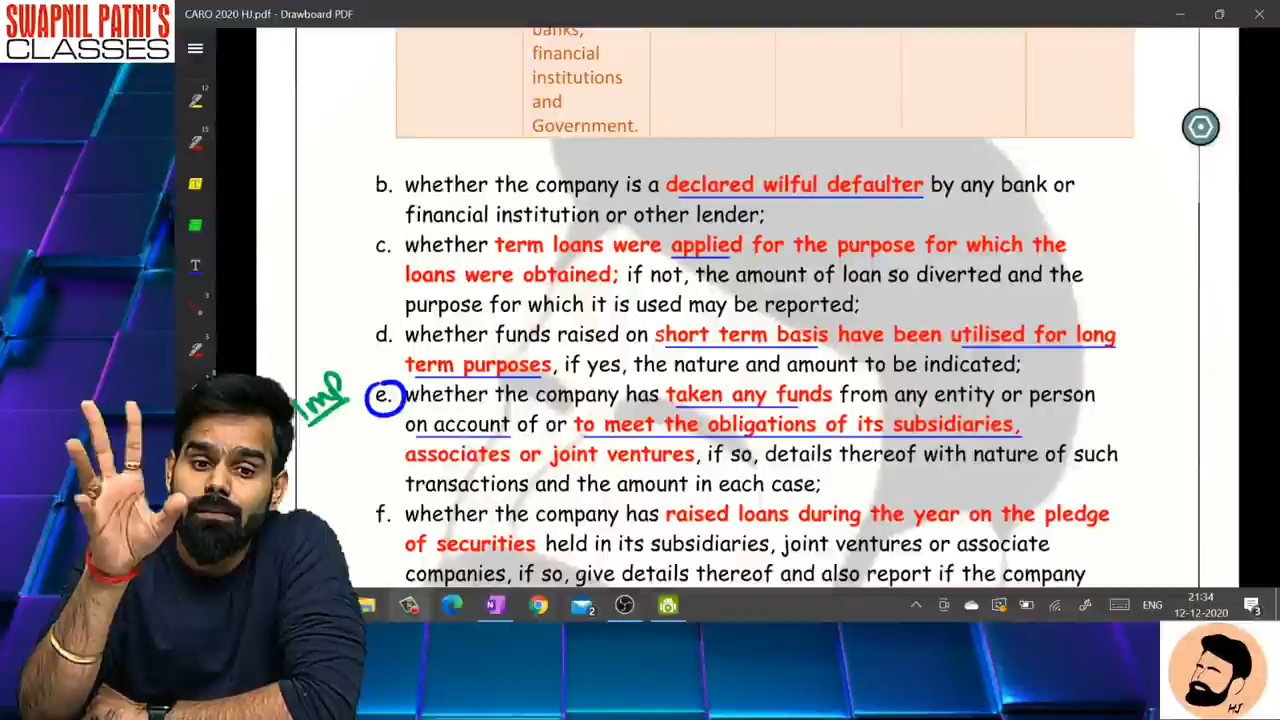 SWAPNIL PATNI'S
CLASSES
CARO 2020 HJ.pdf - Drawboard PDF
banks,
financial
institutions
and
Government.
12
15
T
3
b. whether the company is a declared wilful defaulter by any bank or
financial institution or other lender;
c. whether term loans were applied for the purpose for which the
loans were obtained; if not, the amount of loan so diverted and the
purpose for which it is used may be reported;
d. whether funds raised on short term basis have been utilised for long
term purposes, if yes, the nature and amount to be indicated;
Imp
e. whether the company has taken any funds from any entity or person
on account of or to meet the obligations of its subsidiaries,
associates or joint ventures, if so, details thereof with nature of such
transactions and the amount in each case;
f. whether the company has raised loans during the year on the pledge
of securities held in its subsidiaries, joint ventures or associate
companies, if so, give details thereof and also report if the company
2
ENG
21:34
12-12-2020
3
HJ